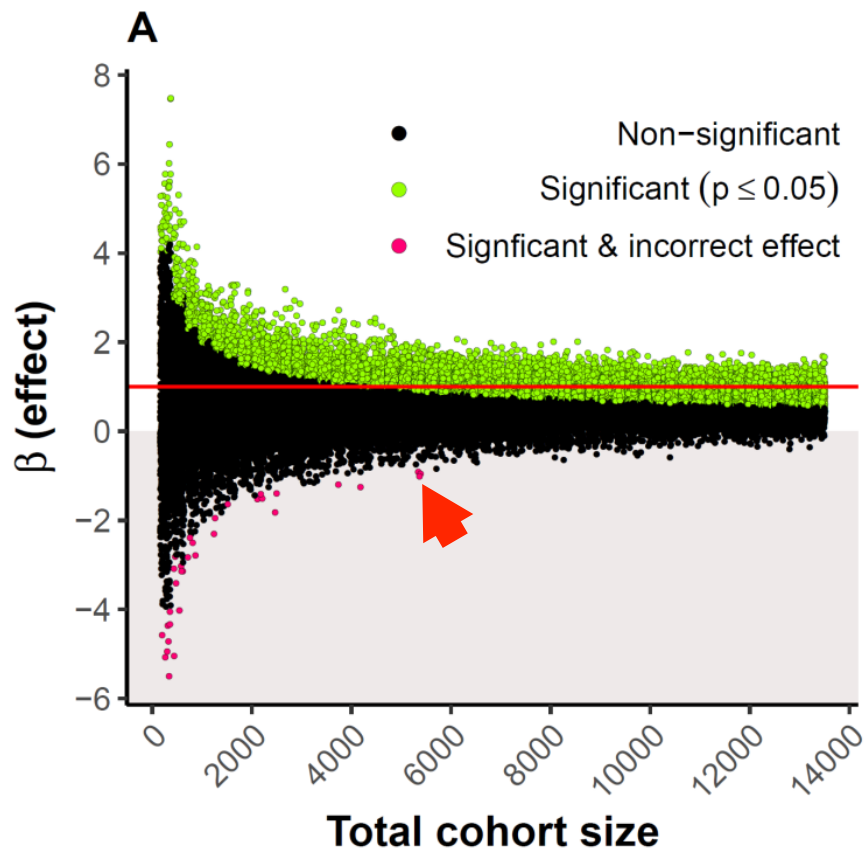 A
8
6
4
2
0
−2
−4
−6
β (effect)
Non−significant
Significant (p ≤ 0.05)
Signficant & incorrect effect
0
2000
4000
6000
8000
10000
12000
14000
Total cohort size